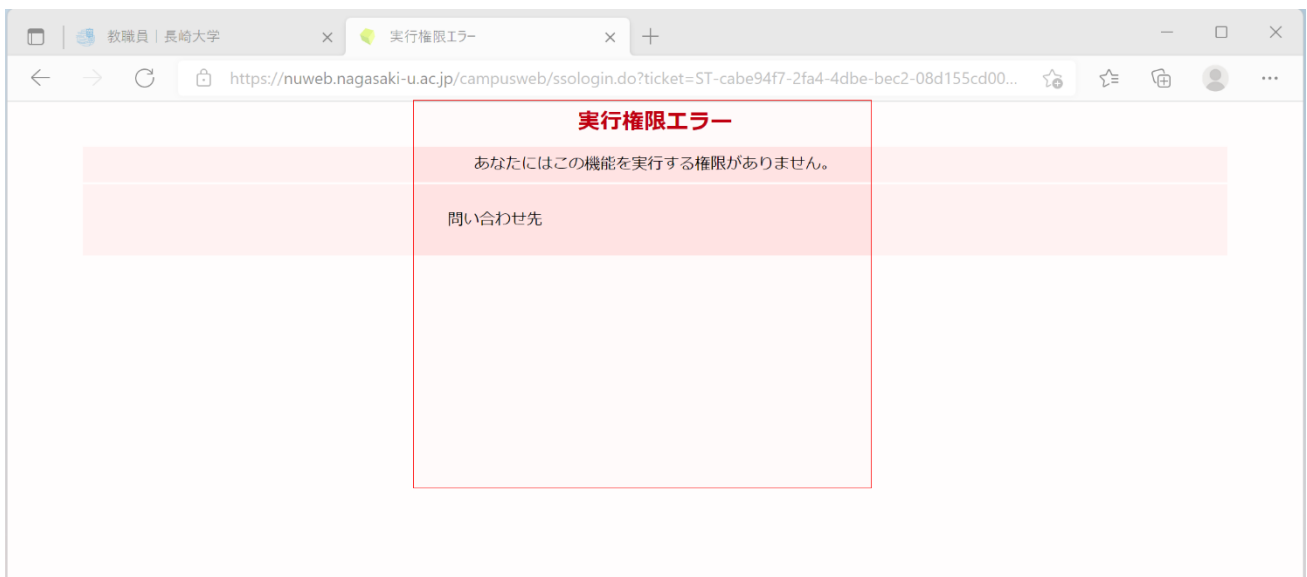 教職員 | 長崎大学
実行権限エラー
https://nuweb.nagasaki-u.ac.jp/campusweb/ssologin.do?ticket=ST-cabe94f7-2fa4-4dbe-bec2-08d155cd00...
実行権限エラー
あなたにはこの機能を実行する権限がありません。
問い合わせ先